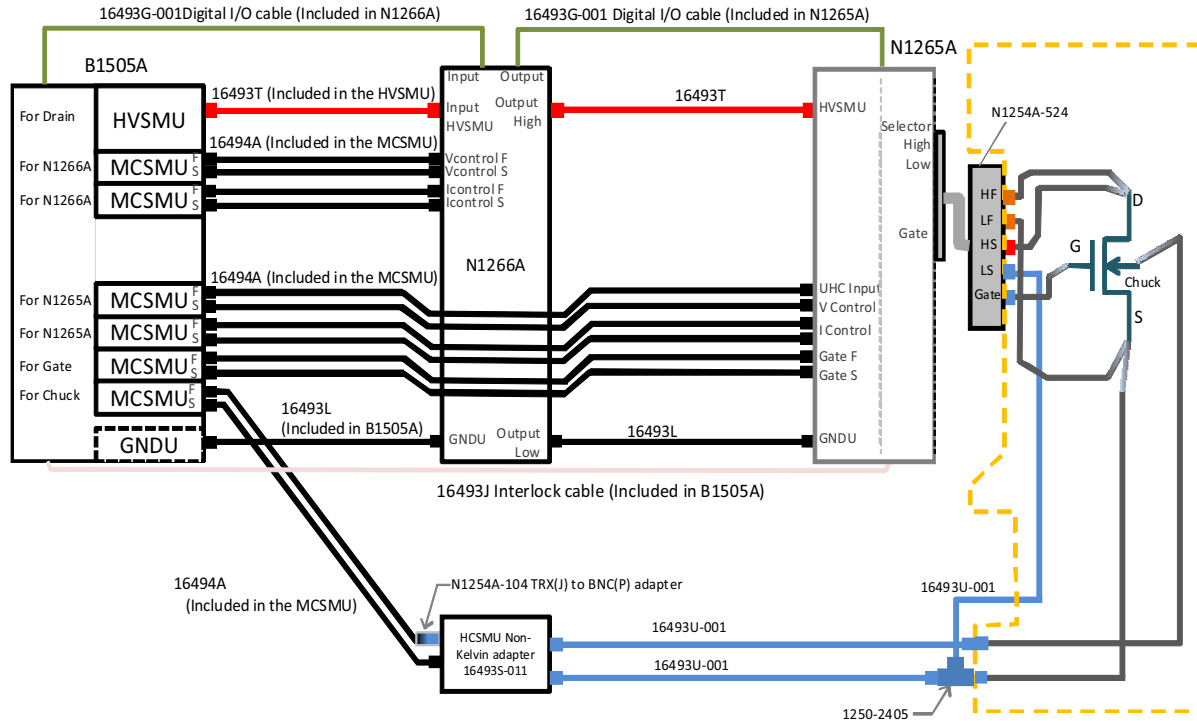 16493G-001Digital I/O cable (Included in N1266A)
16493G-001 Digital I/O cable (Included in N1265A)
B1505A
N1265A
For Drain
HVSMU
16493T (Included in the HVSMU)
Input
Output
Input
HVSMU
Output
High
16493T
HVSMU
N1254A-524
Selector
High
Low
Gate
For N1266A
MCSMU
F
S
16494A (Included in the MCSMU)
Vcontrol F
Vcontrol S
For N1266A
MCSMU
F
S
Icontrol F
Icontrol S
N1266A
HF
LF
HS
LS
Gate
D
G
Chuck
S
16494A (Included in the MCSMU)
For N1265A
MCSMU
F
S
For N1265A
MCSMU
F
S
For Gate
MCSMU
F
S
For Chuck
MCSMU
F
S
UHC Input
V Control
I Control
Gate F
Gate S
GNDU
16493L
(Included in B1505A)
GNDU
Output
Low
16493L
GNDU
16493J Interlock cable (Included in B1505A)
16494A
(Included in the MCSMU)
N1254A-104 TRX(J) to BNC(P) adapter
HCSMU Non-
Kelvin adapter
16493S-011
16493U-001
16493U-001
16493U-001
1250-2405